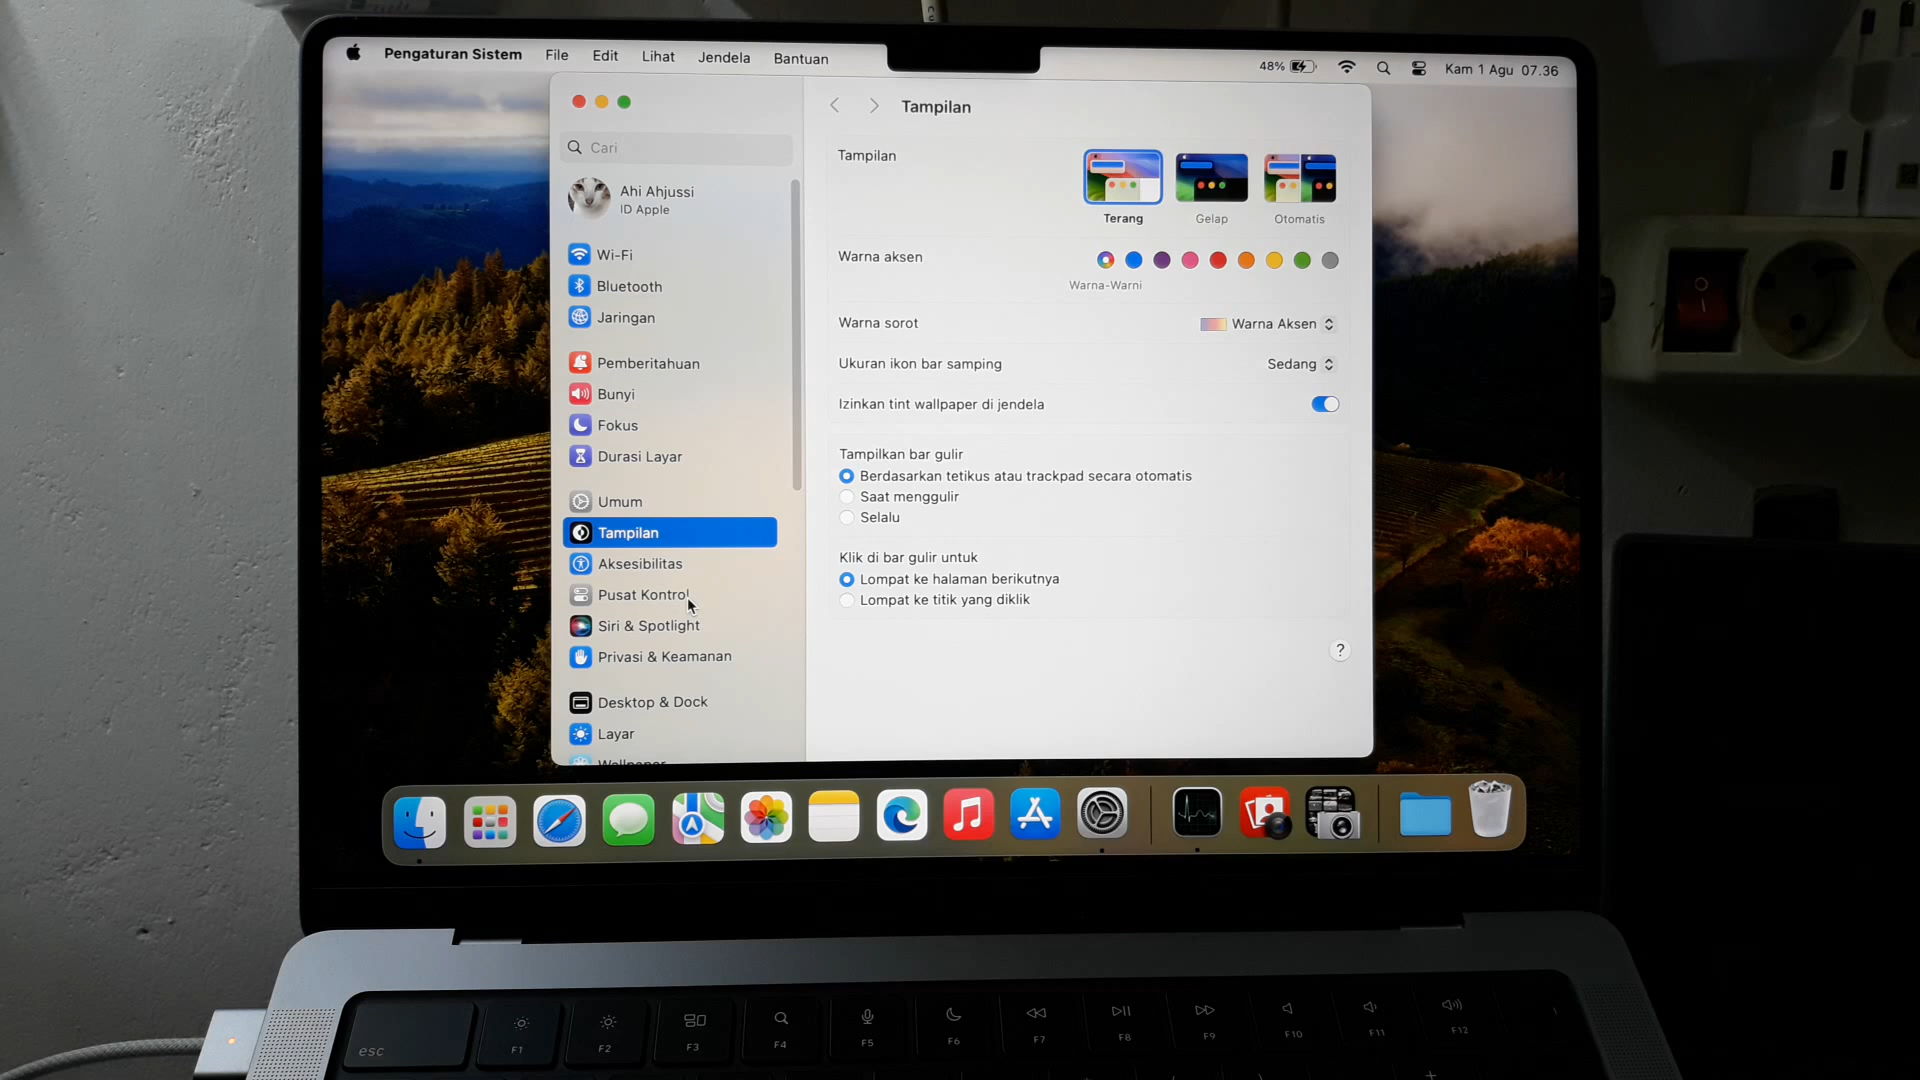 Pengaturan Sistem File Edit Lihat Jendela Bantuan
48% Kam 1 Agu 07.36
Cari
Ahi Ahjussi
ID Apple
Wi-Fi
Bluetooth
Jaringan
Pemberitahuan
Bunyi
Fokus
Durasi Layar
Umum
Tampilan
Aksesibilitas
Pusat Kontrol
Siri & Spotlight
Privasi & Keamanan
Desktop & Dock
Layar
Wallpaper
Tampilan
Tampilan
Terang Gelap Otomatis
Warna aksen
Warna-Warni
Warna sorot Warna Aksen
Ukuran ikon bar samping Sedang
Izinkan tint wallpaper di jendela
Tampilkan bar gulir
Berdasarkan tetikus atau trackpad secara otomatis
Saat menggulir
Selalu
Klik di bar gulir untuk
Lompat ke halaman berikutnya
Lompat ke titik yang diklik
?
esc F1 F2 F3 F4 F5 F6 F7 F8 F9 F10 F11 F12